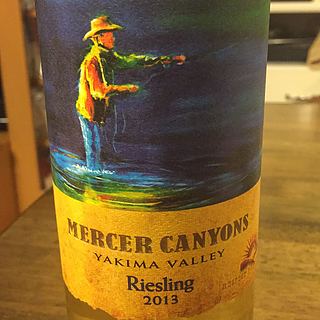 MERCER CANYONS
YAKIMA VALLEY
Riesling
2013